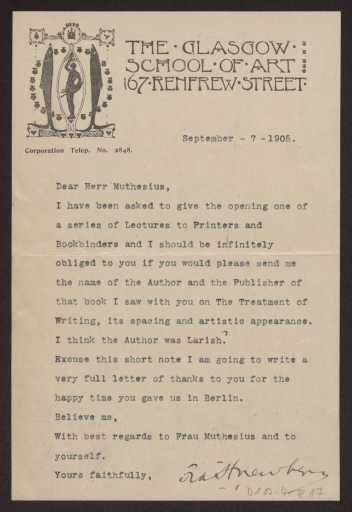 THE · GLASGOW ·
SCHOOL · OF · ART
167 · RENFREW · STREET ·
Corporation Telep. No. 2848.
September - 7 - 1905.
Dear Herr Muthesius,
I have been asked to give the opening one of
a series of Lectures to Printers and
Bookbinders and I should be infinitely
obliged to you if you would please send me
the name of the Author and the Publisher of
that book I saw with you on The Treatment of
Writing, its spacing and artistic appearance.
I think the Author was Larish.?
Excuse this short note I am going to write a
very full letter of thanks to you for the
happy time you gave us in Berlin.
Believe me,
With best regards to Frau Muthesius and to
yourself.
Yours faithfully,
Fra H Newbery